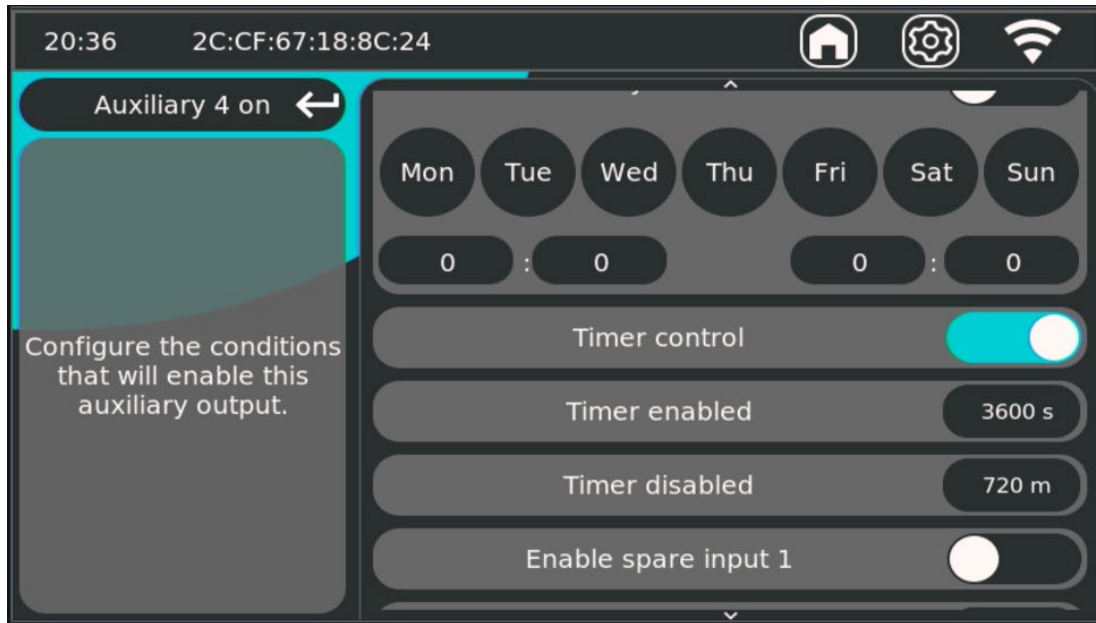 20:36 2C:CF:67:18:8C:24
Auxiliary 4 on
Configure the conditions
that will enable this
auxiliary output.
Mon Tue Wed Thu Fri Sat Sun
0 : 0 0 : 0
Timer control
Timer enabled 3600 s
Timer disabled 720 m
Enable spare input 1